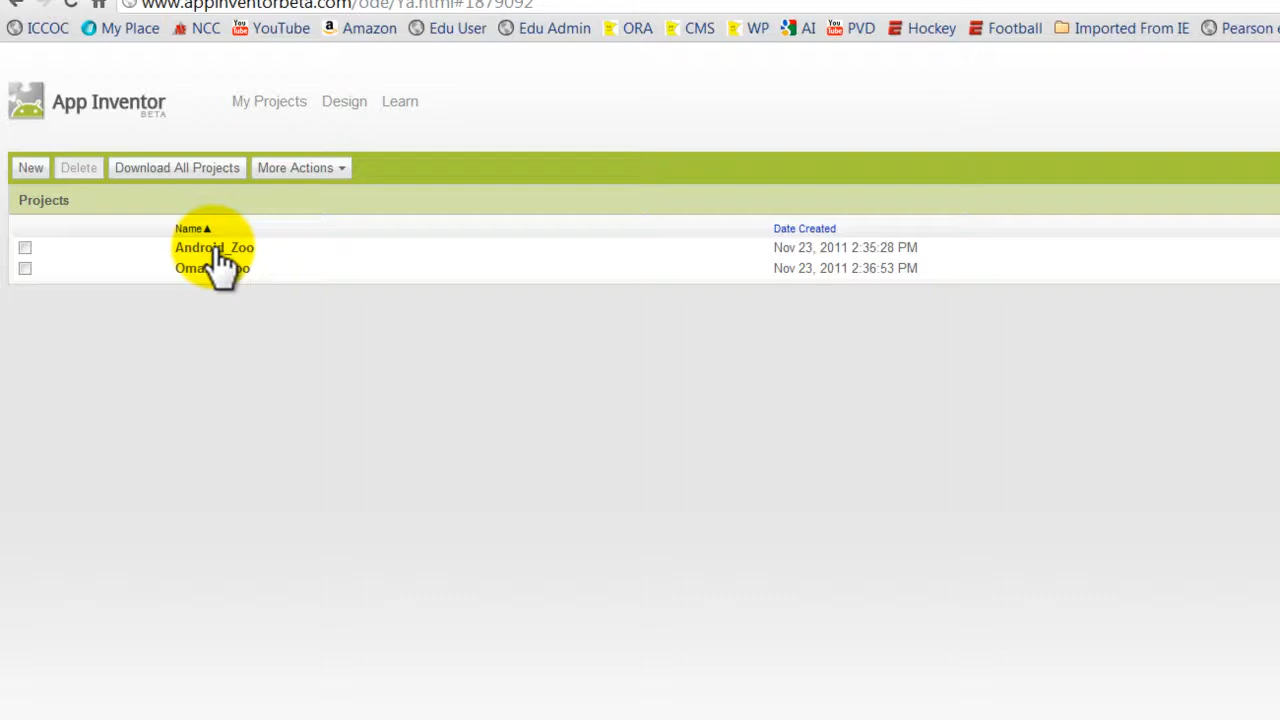 www.appinventorbeta.com/ode/Ya.html#1879092
ICCOC My Place NCC YouTube Amazon Edu User Edu Admin ORA CMS WP AI PVD Hockey Football Imported From IE Pearson
App Inventor BETA My Projects Design Learn
New Delete Download All Projects More Actions
Projects
Name Date Created
Android_Zoo Nov 23, 2011 2:35:28 PM
Nov 23, 2011 2:36:53 PM